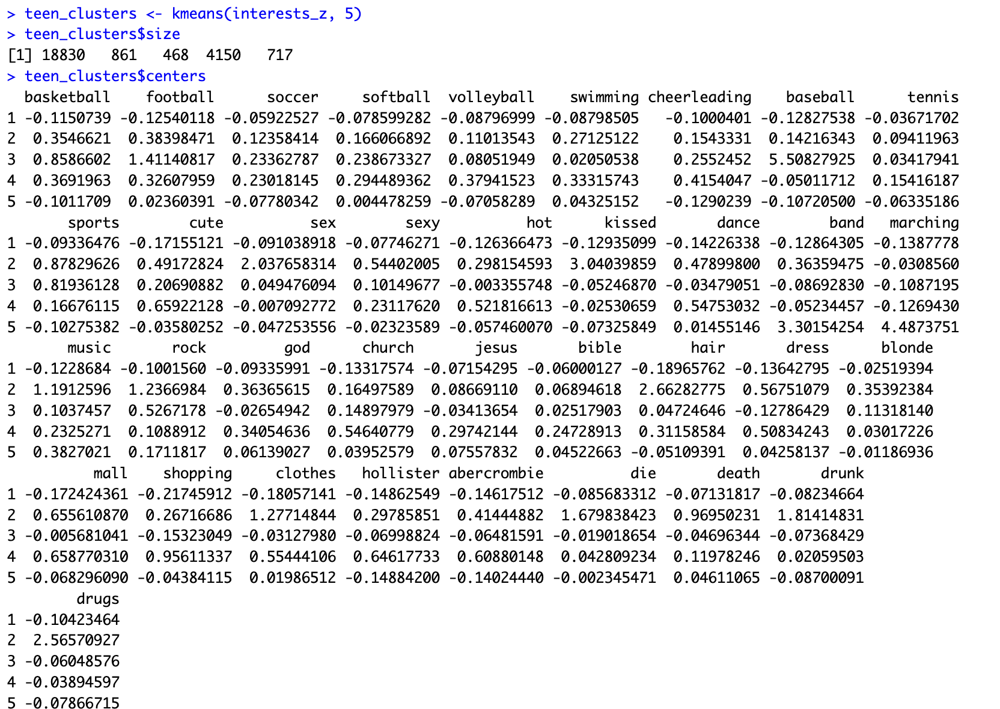 > teen_clusters <- kmeans(interests_z, 5)
> teen_clusters$size
[1] 18830   861   468  4150   717
> teen_clusters$centers
  basketball    football      soccer     softball  volleyball    swimming cheerleading    baseball      tennis
1 -0.1150739 -0.12540118 -0.05922527 -0.078599282 -0.08796999 -0.08798505   -0.1000401 -0.12827538 -0.03671702
2  0.3546621  0.38398471  0.12358414  0.166066892  0.11013543  0.27125122    0.1543331  0.14216343  0.09411963
3  0.8586602  1.41140817  0.23362787  0.238673327  0.08051949  0.02050538    0.2552452  5.50827925  0.03417941
4  0.3691963  0.32607959  0.23018145  0.294489362  0.37941523  0.33315743    0.4154047 -0.05011712  0.15416187
5 -0.1011709  0.02360391 -0.07780342  0.004478259 -0.07058289  0.04325152   -0.1290239 -0.10720500 -0.06335186
       sports        cute          sex        sexy          hot      kissed       dance        band   marching
1 -0.09336476 -0.17155121 -0.091038918 -0.07746271 -0.126366473 -0.12935099 -0.14226338 -0.12864305 -0.1387778
2  0.87829626  0.49172824  2.037658314  0.54402005  0.298154593  3.04039859  0.47899800  0.36359475 -0.0308560
3  0.81936128  0.20690882  0.049476094  0.10149677 -0.003355748 -0.05246870 -0.03479051 -0.08692830 -0.1087195
4  0.16676115  0.65922128 -0.007092772  0.23117620  0.521816613 -0.02530659  0.54753032 -0.05234457 -0.1269430
5 -0.10275382 -0.03580252 -0.047253556 -0.02323589 -0.057460070 -0.07325849  0.01455146  3.30154254  4.4873751
       music       rock         god      church       jesus       bible        hair       dress      blonde
1 -0.1228684 -0.1001560 -0.09335991 -0.13317574 -0.07154295 -0.06000127 -0.18965762 -0.13642795 -0.02519394
2  1.1912596  1.2366984  0.36365615  0.16497589  0.08669110  0.06894618  2.66282775  0.56751079  0.35392384
3  0.1037457  0.5267178 -0.02654942  0.14897979 -0.03413654  0.02517903  0.04724646 -0.12786429  0.11318140
4  0.2325271  0.1088912  0.34054636  0.54640779  0.29742144  0.24728913  0.31158584  0.50834243  0.03017226
5  0.3827021  0.1711817  0.06139027  0.03952579  0.07557832  0.04522663 -0.05109391  0.04258137 -0.01186936
          mall    shopping     clothes   hollister abercrombie          die       death       drunk
1 -0.172424361 -0.21745912 -0.18057141 -0.14862549 -0.14617512 -0.085683312 -0.07131817 -0.08234664
2  0.655610870  0.26716686  1.27714844  0.29785851  0.41444882  1.679838423  0.96950231  1.81414831
3 -0.005681041 -0.15323049 -0.03127980 -0.06998824 -0.06481591 -0.019018654 -0.04696344 -0.07368429
4  0.658770310  0.95611337  0.55444106  0.64617733  0.60880148  0.042809234  0.11978246  0.02059503
5 -0.068296090 -0.04384115  0.01986512 -0.14884200 -0.14024440 -0.002345471  0.04611065 -0.08700091
        drugs
1 -0.10423464
2  2.56570927
3 -0.06048576
4 -0.03894597
5 -0.07866715